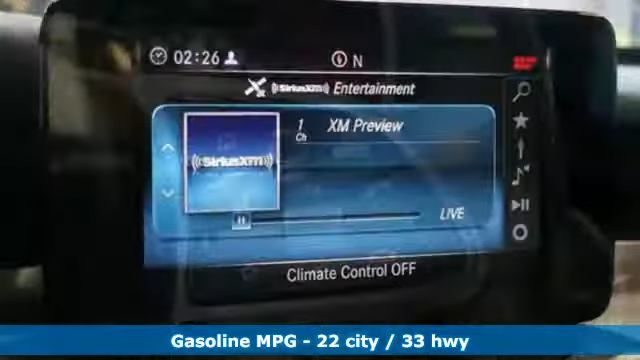 02:26 N
((SiriusXM)) Entertainment
1 XM Preview
Ch
((SiriusXM))
LIVE
Climate Control OFF
Gasoline MPG - 22 city / 33 hwy